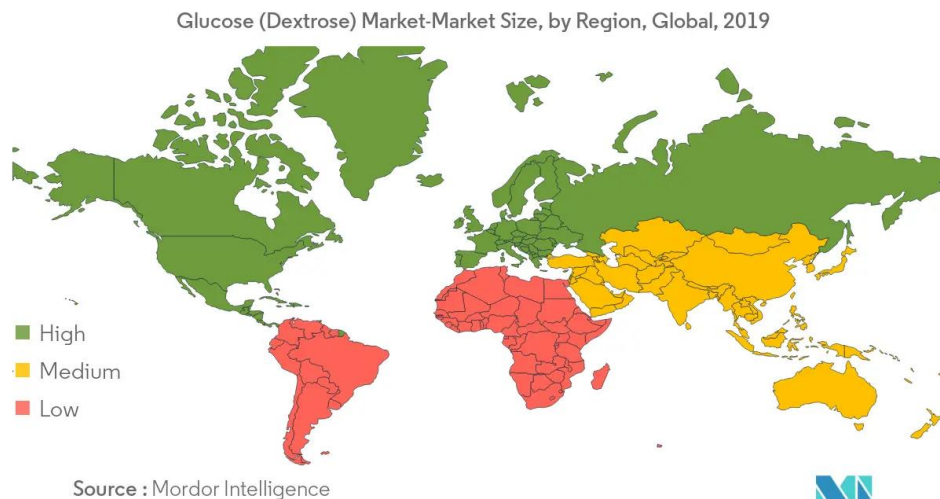 Glucose (Dextrose) Market-Market Size, by Region, Global, 2019
High
Medium
Low
Source : Mordor Intelligence